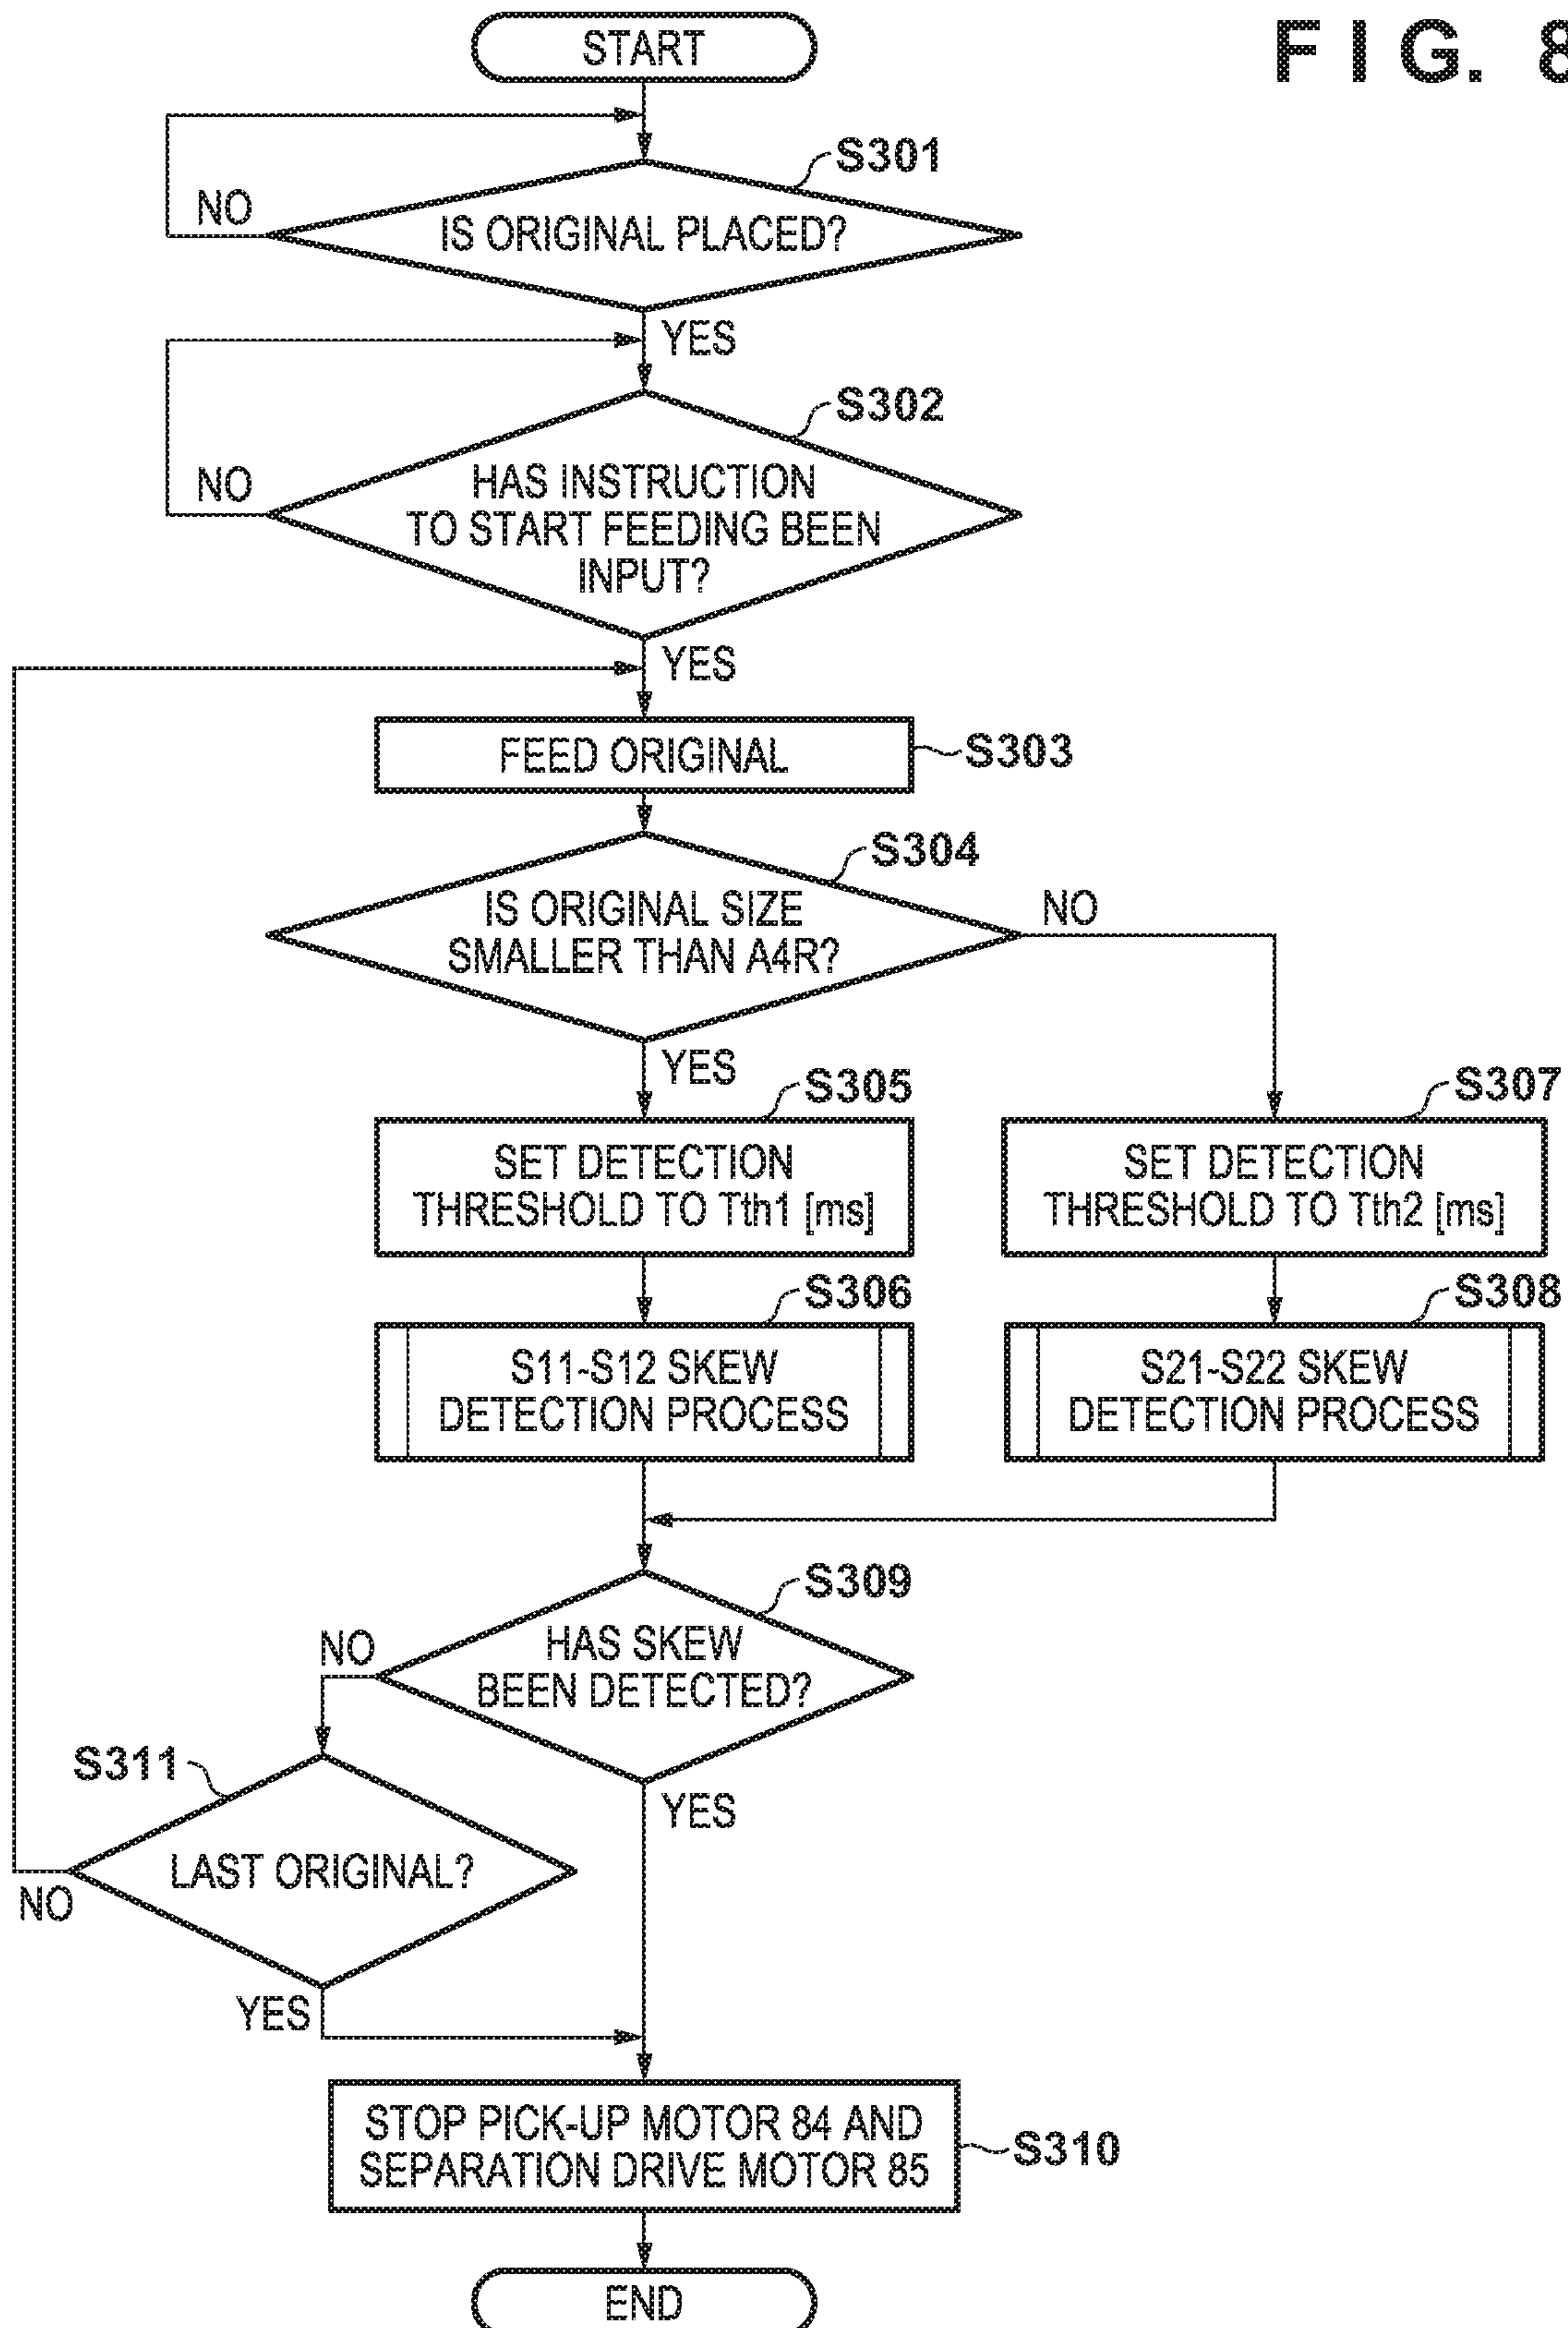 START
FIG. 8
S301
NO
IS ORIGINAL PLACED?
YES
S302
NO
HAS INSTRUCTION
TO START FEEDING BEEN
INPUT?
YES
FEED ORIGINAL
S303
S304
IS ORIGINAL SIZE
SMALLER THAN A4R?
NO
YES
S305
SET DETECTION
THRESHOLD TO Tth1 [ms]
S307
SET DETECTION
THRESHOLD TO Tth2 [ms]
S306
S11-S12 SKEW
DETECTION PROCESS
S308
S21-S22 SKEW
DETECTION PROCESS
S309
HAS SKEW
BEEN DETECTED?
NO
YES
S311
LAST ORIGINAL?
NO
YES
STOP PICK-UP MOTOR 84 AND
SEPARATION DRIVE MOTOR 85
S310
END